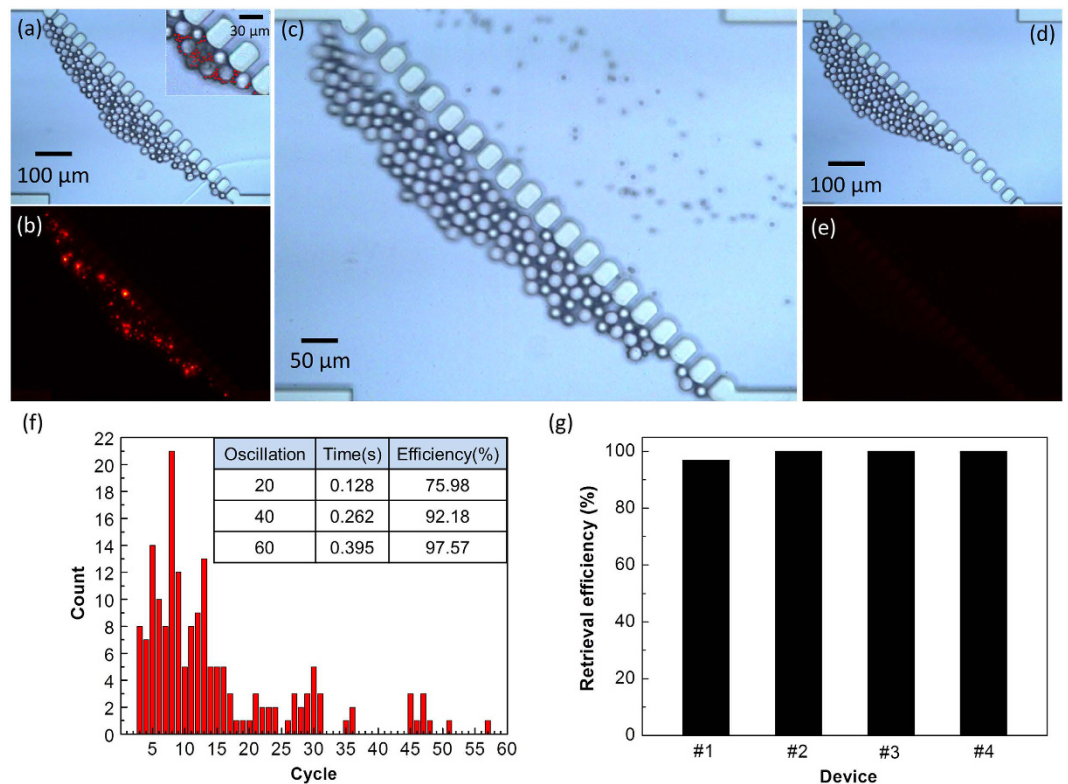 (a)
30 µm
100 µm
(b)
(c)
50 µm
(d)
100 µm
(e)
(f)
Oscillation Time(s) Efficiency(%)
20 0.128 75.98
40 0.262 92.18
60 0.395 97.57
22
20
18
16
14
12
10
8
6
4
2
0
Count
5 10 15 20 25 30 35 40 45 50 55 60
Cycle
(g)
100
80
60
40
20
0
Retrieval efficiency (%)
#1 #2 #3 #4
Device